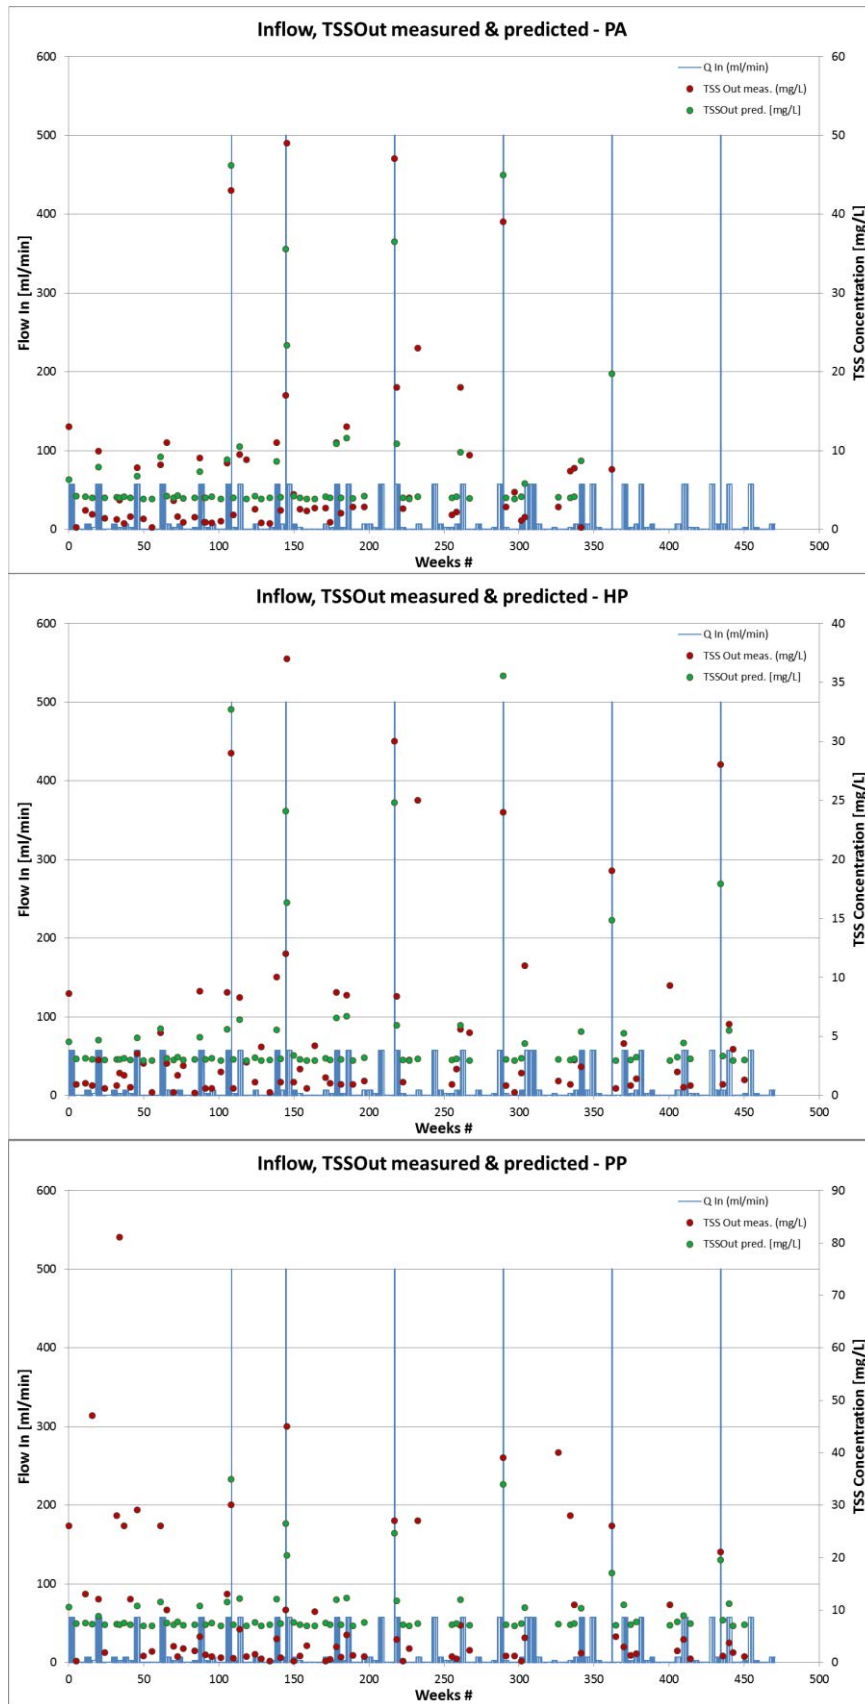 Inflow, TSSOut measured & predicted - PA
600
500
400
300
200
100
0
Flow In [ml/min]
Q In (ml/min)
TSS Out meas. (mg/L)
TSSOut pred. [mg/L]
60
50
40
30
20
10
0
TSS Concentration [mg/L]
0 50 100 150 200 250 300 350 400 450 500
Weeks #
Inflow, TSSOut measured & predicted - HP
600
500
400
300
200
100
0
Flow In [ml/min]
Q In (ml/min)
TSS Out meas. (mg/L)
TSSOut pred. [mg/L]
40
35
30
25
20
15
10
5
0
TSS Concentration [mg/L]
0 50 100 150 200 250 300 350 400 450 500
Weeks #
Inflow, TSSOut measured & predicted - PP
600
500
400
300
200
100
0
Flow In [ml/min]
Q In (ml/min)
TSS Out meas. (mg/L)
TSSOut pred. [mg/L]
90
80
70
60
50
40
30
20
10
0
TSS Concentration [mg/L]
0 50 100 150 200 250 300 350 400 450 500
Weeks #